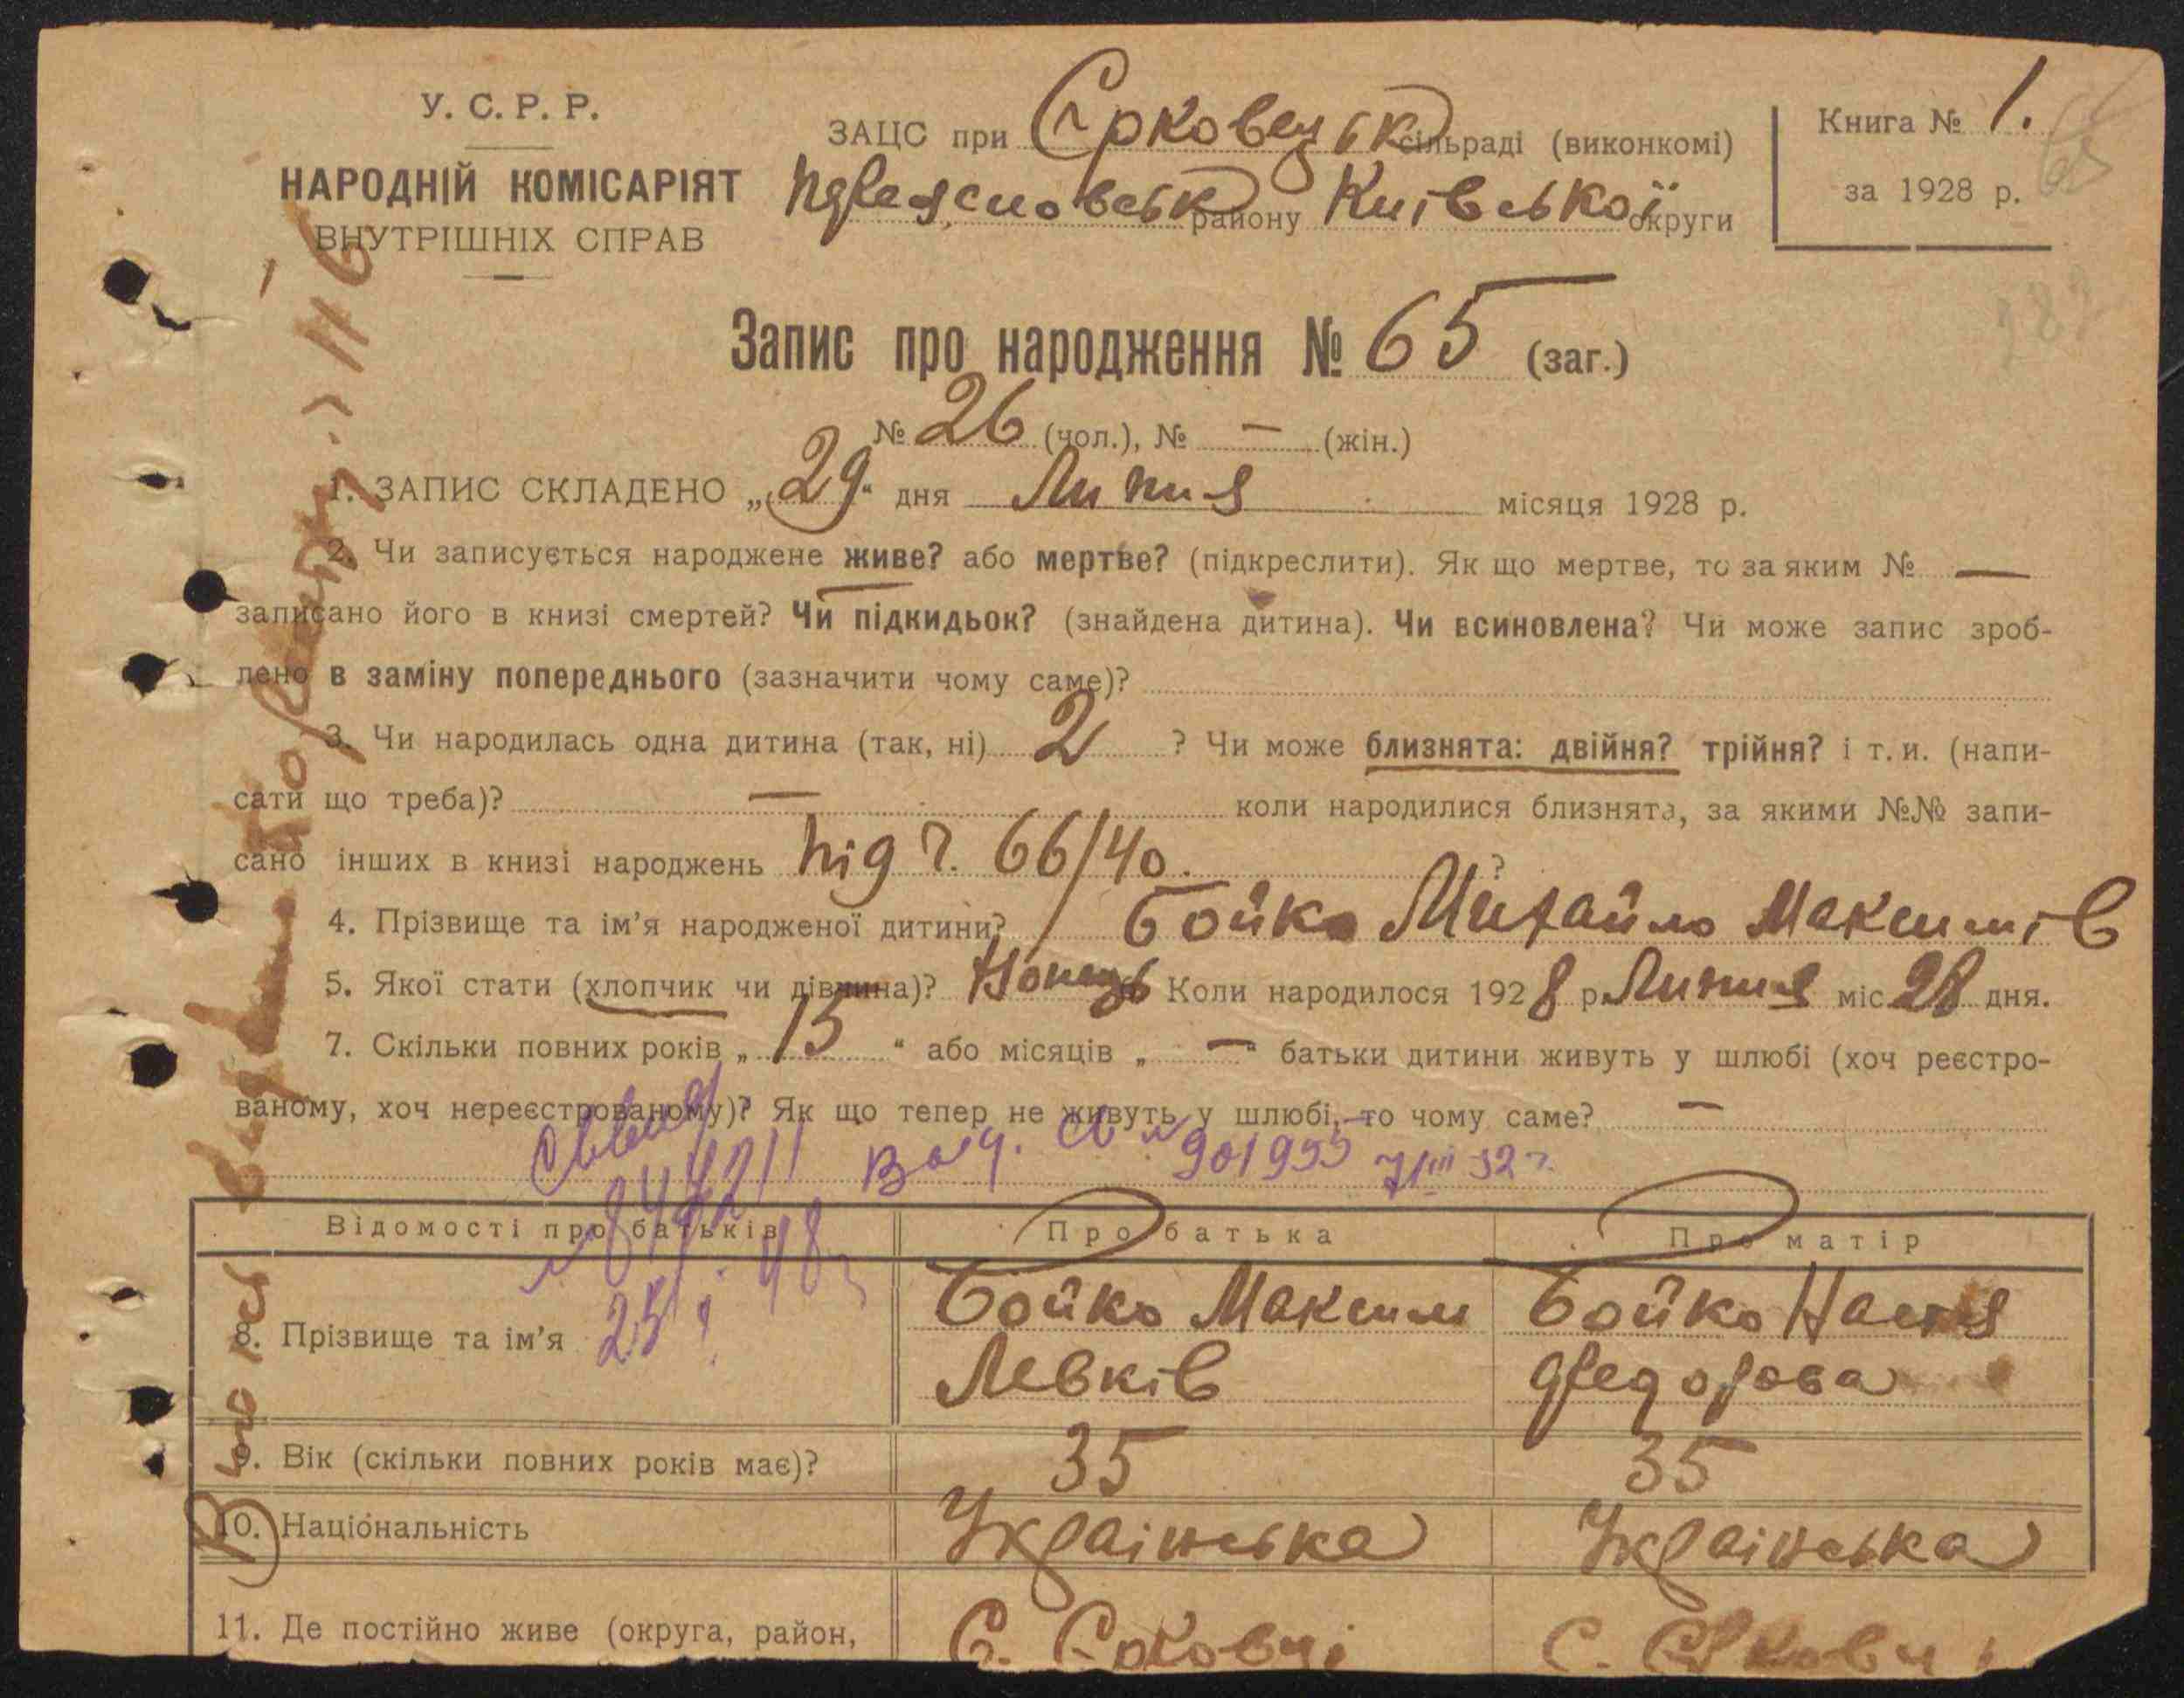 У. С. Р. Р.
НАРОДНІЙ КОМІСАРІЯТ
ВНУТРІШНІХ СПРАВ
ЗАЦС при Єрковецьк сільраді (виконкомі)
району Київської округи
Книга № 1.
за 1928 р.
Запис про народження № 65 (заг.)
№ 26 (чол.), № — (жін.)
1. ЗАПИС СКЛАДЕНО „29“ дня Липня місяця 1928 р.
2. Чи записується народжене живе? або мертве? (підкреслити). Як що мертве, то за яким № —
записано його в книзі смертей? Чи підкидьок? (знайдена дитина). Чи всиновлена? Чи може запис зроб-
лено в заміну попереднього (зазначити чому саме)?
3. Чи народилась одна дитина (так, ні) 2 ? Чи може близнята: двійня? трійня? і т. и. (напи-
сати що треба)? — коли народилися близнята, за якими №№ запи-
сано інших в книзі народжень під ч. 66/40. ?
4. Прізвище та ім'я народженої дитини? Бойко Михайло Максимів
5. Якої стати (хлопчик чи дівчина)? Коли народилося 1928 р. Липня міс. 28 дня.
7. Скільки повних років „ 15 “ або місяців „ — “ батьки дитини живуть у шлюбі (хоч реєстро-
ваному, хоч нереєстрованому)? Як що тепер не живуть у шлюбі, то чому саме? —
Відомості про батьків Про батька Про матір
8. Прізвище та ім'я Бойко Максим Левків Бойко Настя Федорова
9. Вік (скільки повних років має)? 35 35
10. Національність Українська Українська
11. Де постійно живе (округа, район, С. Єрковці С. Єрковці